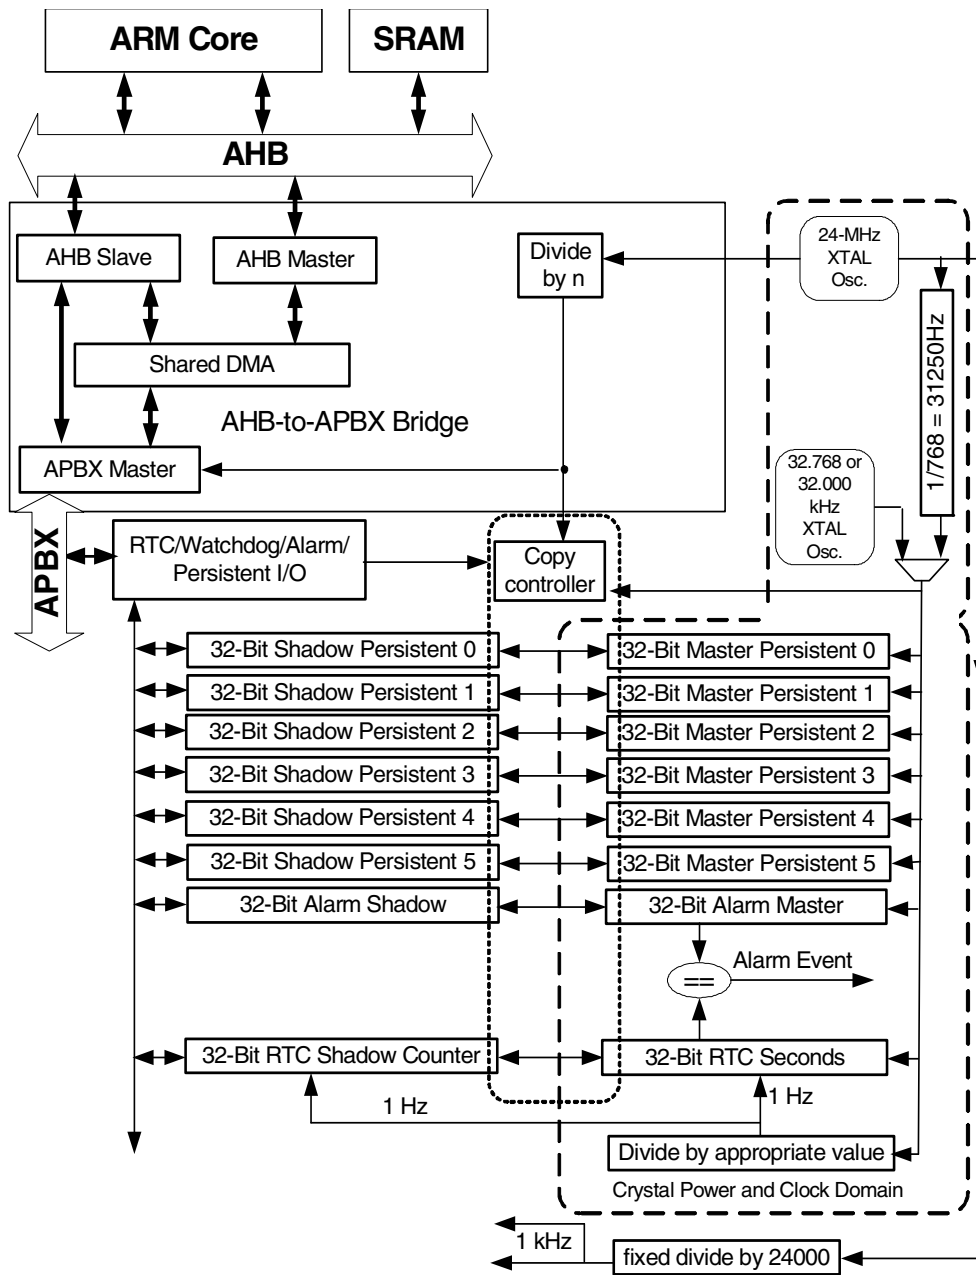 ARM Core
SRAM
AHB
AHB Slave
AHB Master
Divide
by n
24-MHz
XTAL
Osc.
Shared DMA
1/768 = 31250Hz
AHB-to-APBX Bridge
APBX Master
32.768 or
32.000
kHz
XTAL
Osc.
APBX
RTC/Watchdog/Alarm/
Persistent I/O
Copy
controller
32-Bit Shadow Persistent 0
32-Bit Master Persistent 0
32-Bit Shadow Persistent 1
32-Bit Master Persistent 1
32-Bit Shadow Persistent 2
32-Bit Master Persistent 2
32-Bit Shadow Persistent 3
32-Bit Master Persistent 3
32-Bit Shadow Persistent 4
32-Bit Master Persistent 4
32-Bit Shadow Persistent 5
32-Bit Master Persistent 5
32-Bit Alarm Shadow
32-Bit Alarm Master
Alarm Event
==
32-Bit RTC Shadow Counter
32-Bit RTC Seconds
1 Hz
1 Hz
Divide by appropriate value
Crystal Power and Clock Domain
1 kHz
fixed divide by 24000